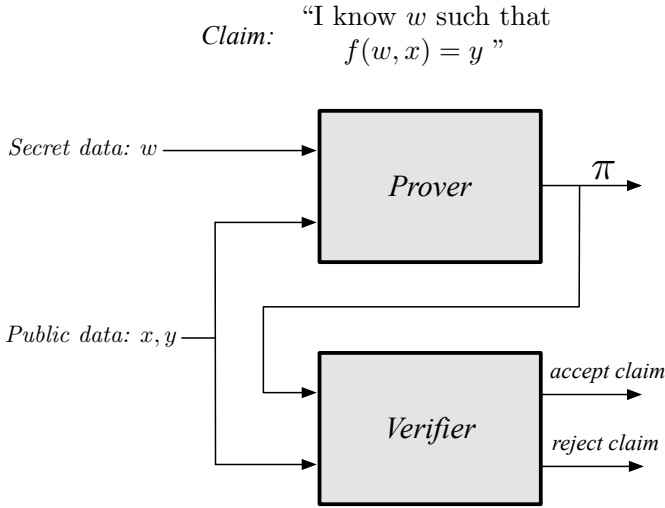 Claim: “I know w such that
f(w, x) = y ”
Secret data: w
Prover
π
Public data: x, y
accept claim
Verifier
reject claim